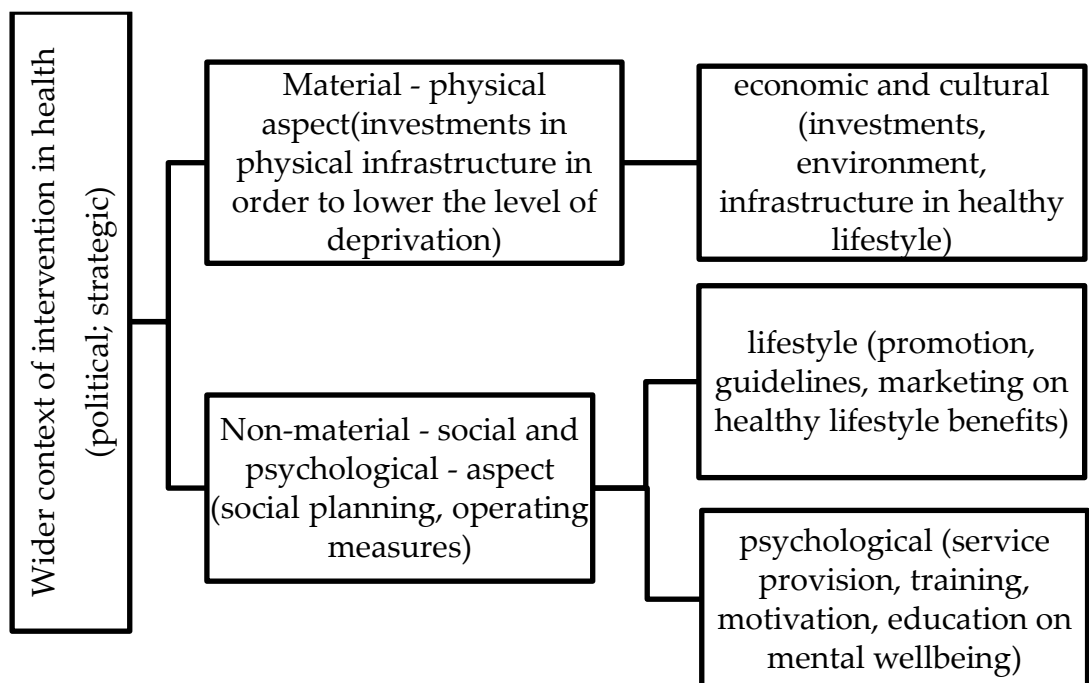 Wider context of intervention in health
(political; strategic)
Material - physical
aspect(investments in
physical infrastructure in
order to lower the level of
deprivation)
economic and cultural
(investments,
environment,
infrastructure in healthy
lifestyle)
Non-material - social and
psychological - aspect
(social planning, operating
measures)
lifestyle (promotion,
guidelines, marketing on
healthy lifestyle benefits)
psychological (service
provision, training,
motivation, education on
mental wellbeing)